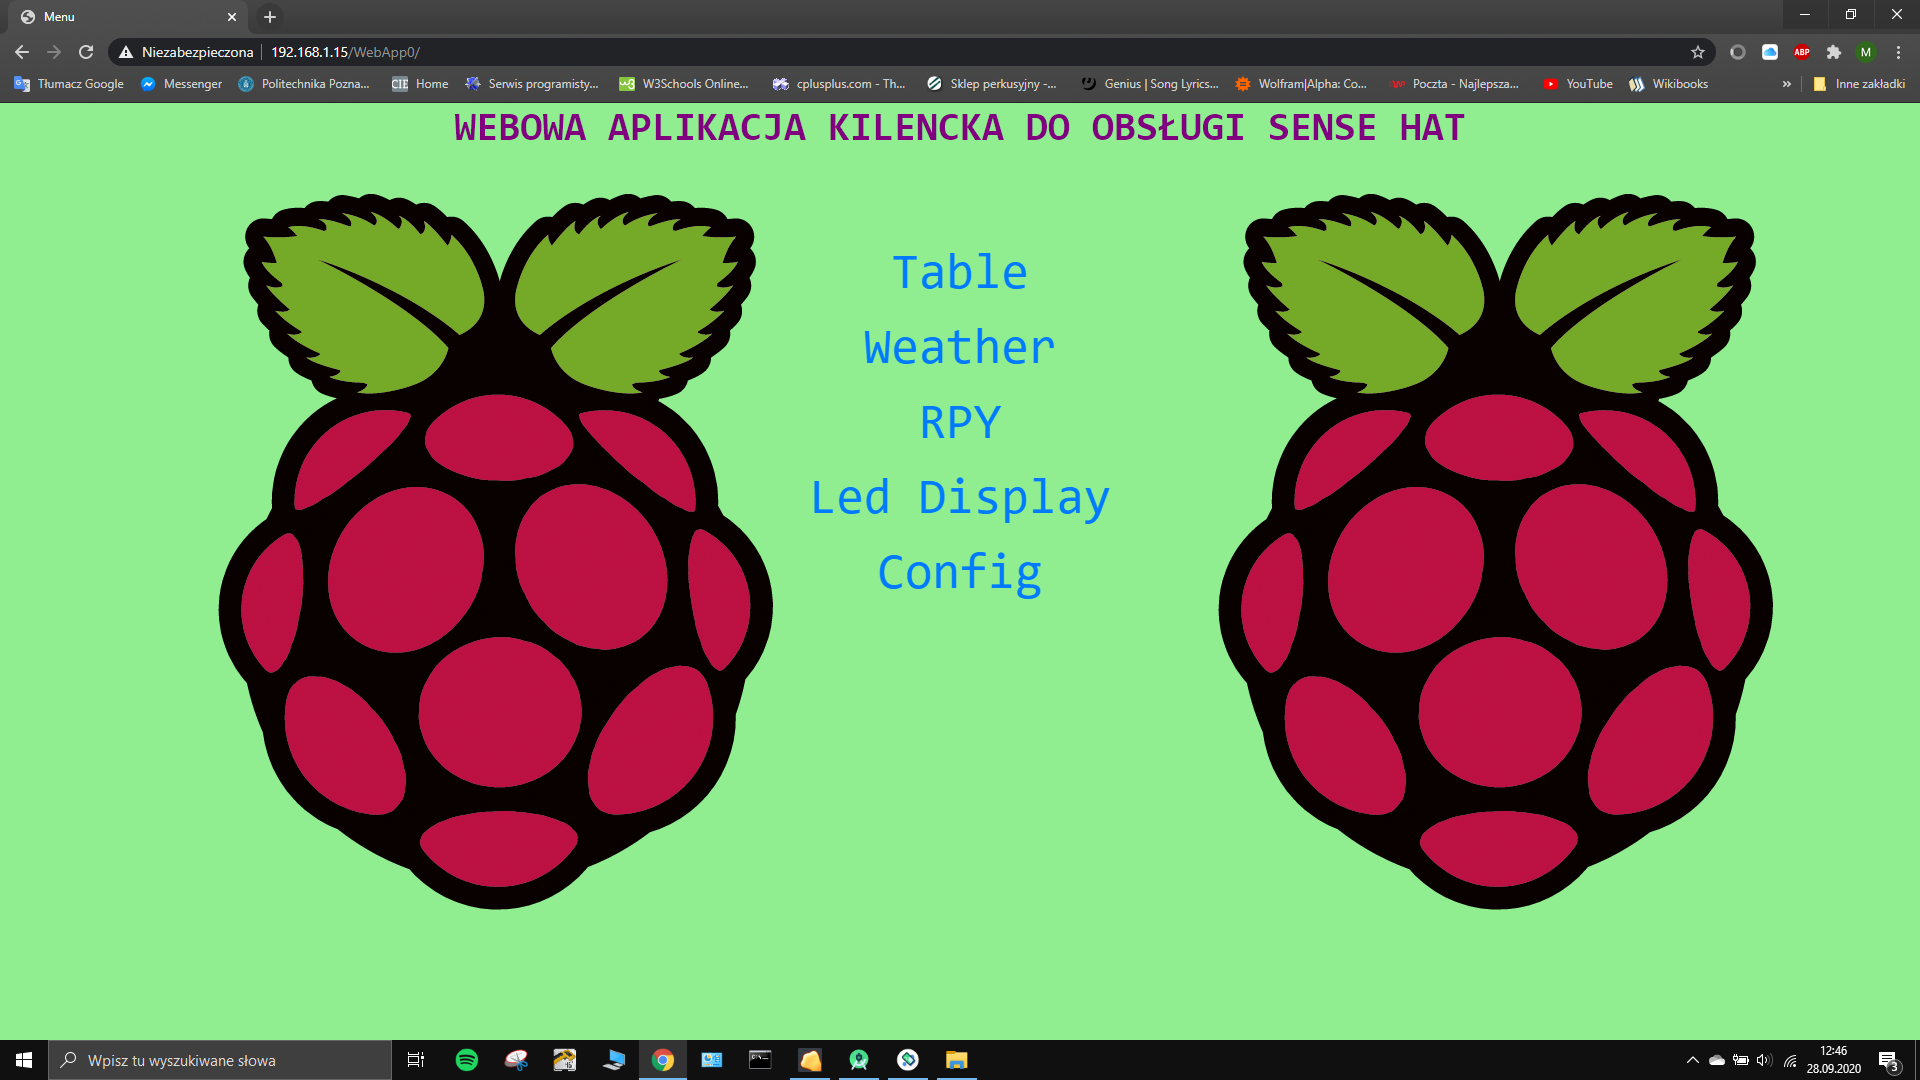 Menu
Niezabezpieczona 192.168.1.15/WebApp0/
ABP
M
Tłumacz Google Messenger Politechnika Pozna... CIE Home Serwis programisty... W3Schools Online... cplusplus.com - Th... Sklep perkusyjny -... Genius | Song Lyrics... Wolfram|Alpha: Co... Poczta - Najlepsza... YouTube Wikibooks » Inne zakładki
WEBOWA APLIKACJA KILENCKA DO OBSŁUGI SENSE HAT
Table
Weather
RPY
Led Display
Config
Wpisz tu wyszukiwane słowa
12:46
28.09.2020
3